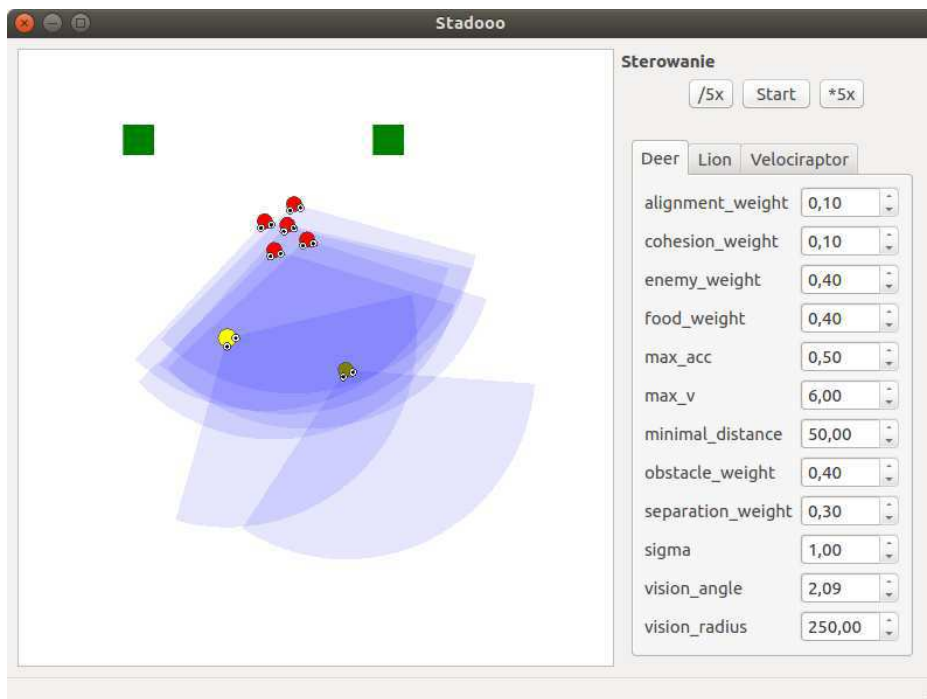 Stadooo
Sterowanie
/5x Start *5x
Deer Lion Velociraptor
alignment_weight 0,10
cohesion_weight 0,10
enemy_weight 0,40
food_weight 0,40
max_acc 0,50
max_v 6,00
minimal_distance 50,00
obstacle_weight 0,40
separation_weight 0,30
sigma 1,00
vision_angle 2,09
vision_radius 250,00